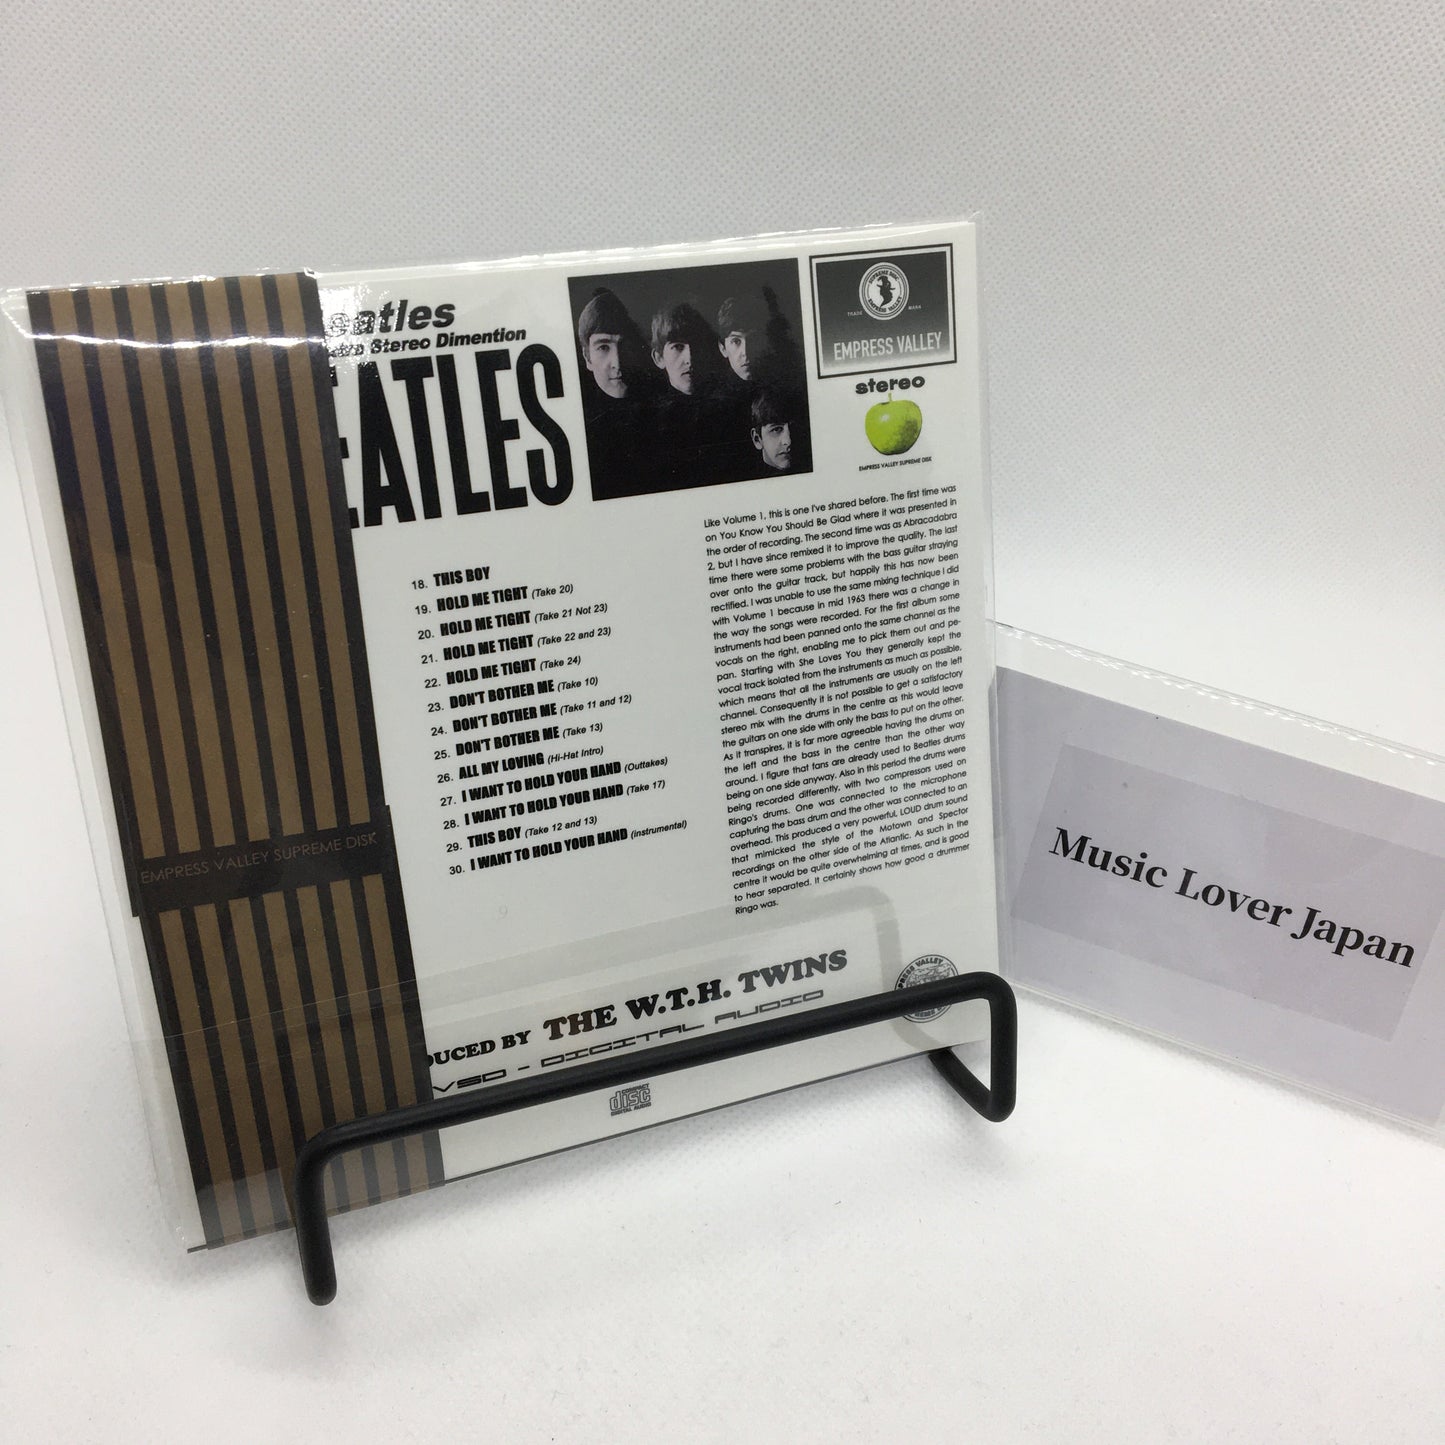 eatles
Stereo Dimention
EATLES
SUPREME DISK
EMPRESS VALLEY
TRADE MARK
EMPRESS VALLEY
stereo
EMPRESS VALLEY SUPREME DISK
18. THIS BOY
19. HOLD ME TIGHT (Take 20)
20. HOLD ME TIGHT (Take 21 Not 23)
21. HOLD ME TIGHT (Take 22 and 23)
22. HOLD ME TIGHT (Take 24)
23. DON'T BOTHER ME (Take 10)
24. DON'T BOTHER ME (Take 11 and 12)
25. DON'T BOTHER ME (Take 13)
26. ALL MY LOVING (Hi-Hat Intro)
27. I WANT TO HOLD YOUR HAND (Outtakes)
28. I WANT TO HOLD YOUR HAND (Take 17)
29. THIS BOY (Take 12 and 13)
30. I WANT TO HOLD YOUR HAND (instrumental)
Like Volume 1, this is one I've shared before. The first time was
on You Know You Should Be Glad where it was presented in
the order of recording. The second time was as Abracadabra
2, but I have since remixed it to improve the quality. The last
time there were some problems with the bass guitar straying
over onto the guitar track, but happily this has now been
rectified. I was unable to use the same mixing technique I did
with Volume 1 because in mid 1963 there was a change in
the way the songs were recorded. For the first album some
instruments had been panned onto the same channel as the
vocals on the right, enabling me to pick them out and pe-
pan. Starting with She Loves You they generally kept the
vocal track isolated from the instruments as much as possible,
which means that all the instruments are usually on the left
channel. Consequently it is not possible to get a satisfactory
stereo mix with the drums in the centre as this would leave
the guitars on one side with only the bass to put on the other.
As it transpires, it is far more agreeable having the drums on
the left and the bass in the centre than the other way
around. I figure that fans are already used to Beatles drums
being on one side anyway. Also in this period the drums were
being recorded differently, with two compressors used on
Ringo's drums. One was connected to the microphone
capturing the bass drum and the other was connected to an
overhead. This produced a very powerful, LOUD drum sound
that mimicked the style of the Motown and Spector
recordings on the other side of the Atlantic. As such in the
centre it would be quite overwhelming at times, and is good
to hear separated. It certainly shows how good a drummer
Ringo was.
EMPRESS VALLEY SUPREME DISK
DUCED BY THE W.T.H. TWINS
VSD - DIGITAL AUDIO
COMPACT
disc
DIGITAL AUDIO
Music Lover Japan